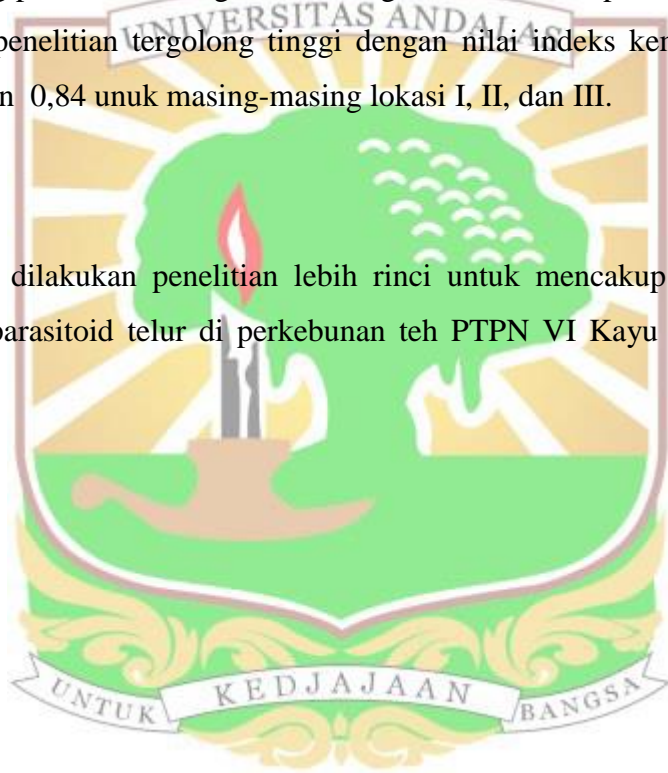 UNIVERSITAS ANDALAS
penelitian tergolong tinggi dengan nilai indeks
n 0,84 unuk masing-masing lokasi I, II, dan III.
dilakukan penelitian lebih rinci untuk mencakup
parasitoid telur di perkebunan teh PTPN VI Kayu
UNTUK KEDJAJAAN BANGSA